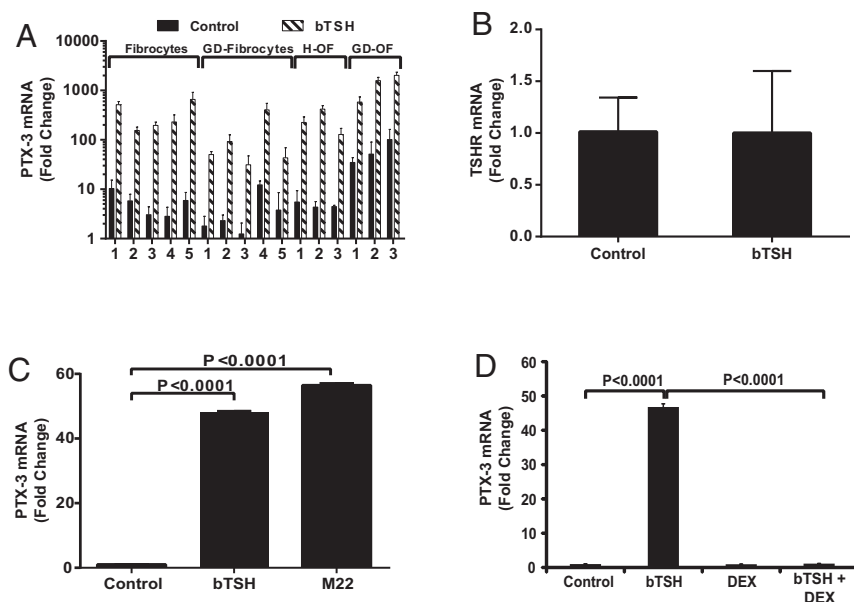 A
Control bTSH
Fibrocytes GD-Fibrocytes H-OF GD-OF
PTX-3 mRNA
(Fold Change)
10000
1000
100
10
1
1 2 3 4 5 1 2 3 4 5 1 2 3 1 2 3
B
TSHR mRNA
(Fold Change)
2.0
1.5
1.0
0.5
0.0
Control bTSH
C
P<0.0001
P<0.0001
PTX-3 mRNA
(Fold Change)
60
40
20
0
Control bTSH M22
D
P<0.0001 P<0.0001
PTX-3 mRNA
(Fold Change)
60
50
40
30
20
10
0
Control bTSH DEX bTSH +
DEX